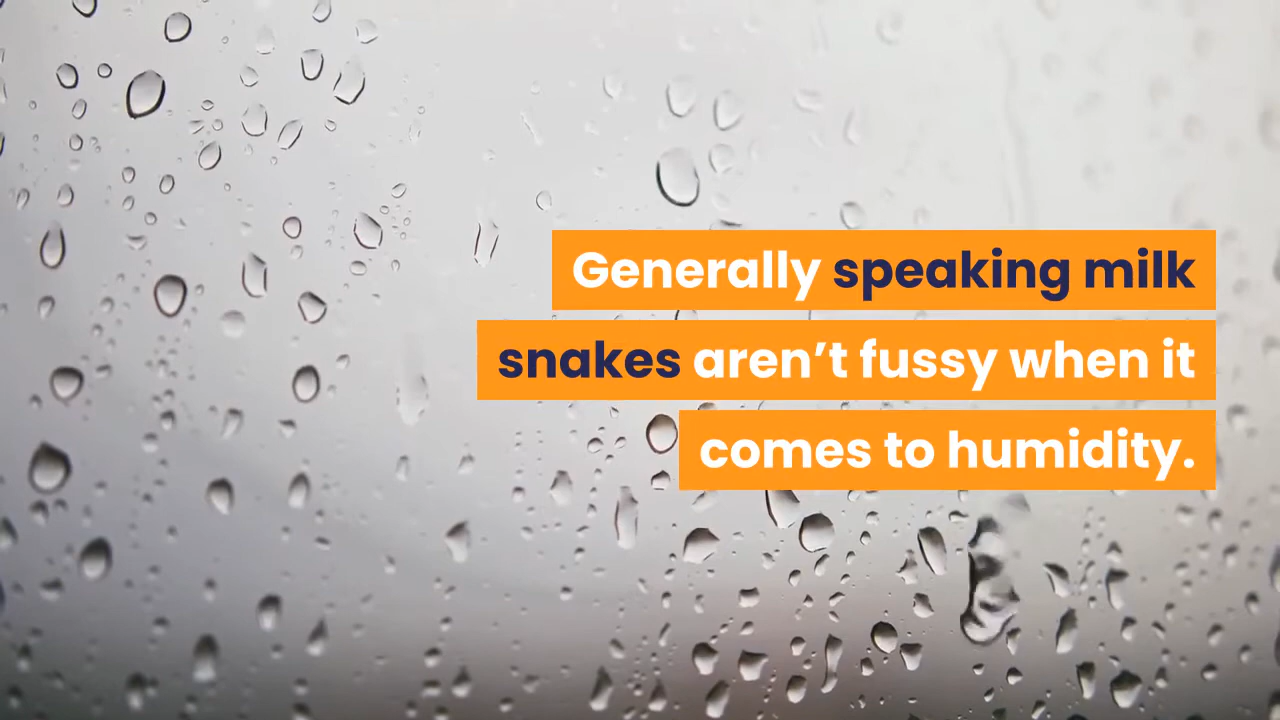 Generally speaking milk
snakes aren’t fussy when it
comes to humidity.